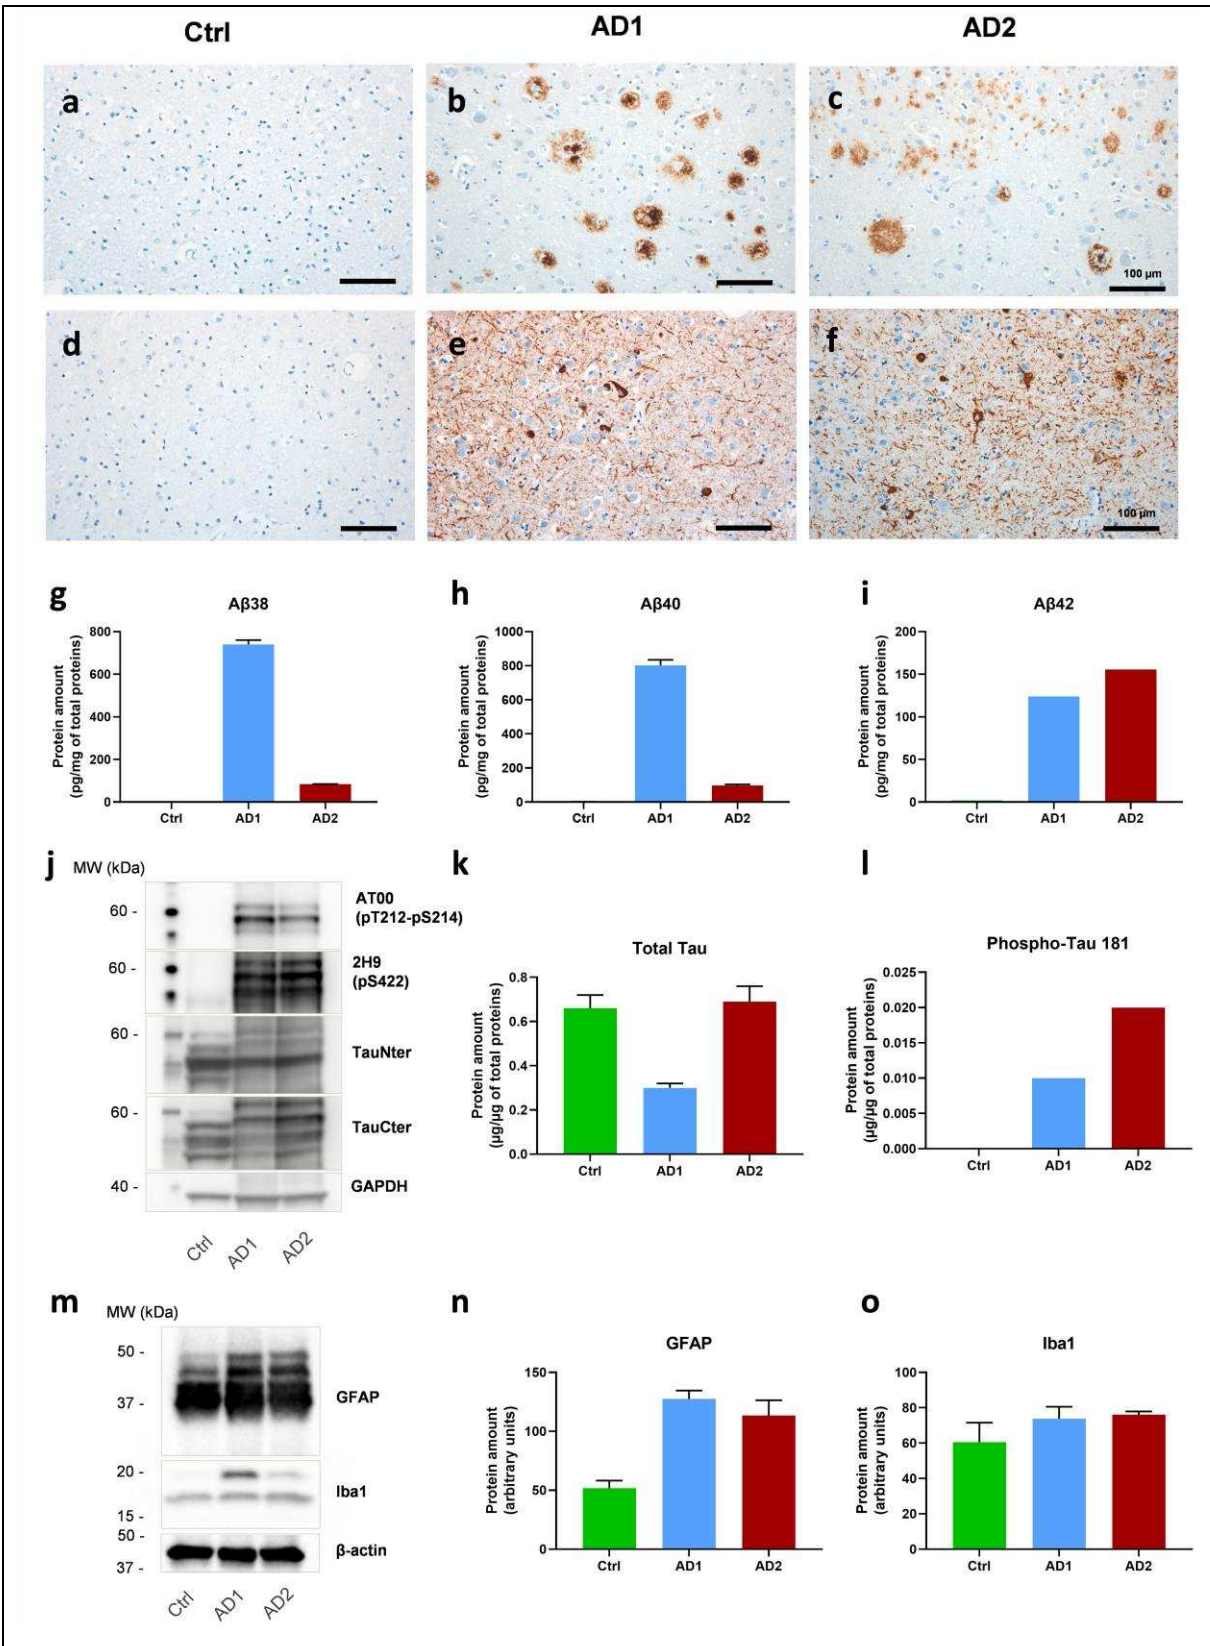 Ctrl
AD1
AD2
a
b
c
100 µm
d
e
f
100 µm
g
Aβ38
Protein amount
(pg/mg of total proteins)
800
600
400
200
0
Ctrl
AD1
AD2
h
Aβ40
Protein amount
(pg/mg of total proteins)
1000
800
600
400
200
0
Ctrl
AD1
AD2
i
Aβ42
Protein amount
(pg/mg of total proteins)
200
150
100
50
0
Ctrl
AD1
AD2
j
MW (kDa)
60 -
AT00
(pT212-pS214)
60 -
2H9
(pS422)
60 -
TauNter
60 -
TauCter
40 -
GAPDH
Ctrl
AD1
AD2
k
Total Tau
Protein amount
(µg/µg of total proteins)
0.8
0.6
0.4
0.2
0.0
Ctrl
AD1
AD2
l
Phospho-Tau 181
Protein amount
(µg/µg of total proteins)
0.025
0.020
0.015
0.010
0.005
0.000
Ctrl
AD1
AD2
m
MW (kDa)
50 -
37 -
GFAP
20 -
Iba1
15 -
50 -
β-actin
37 -
Ctrl
AD1
AD2
n
GFAP
Protein amount
(arbitrary units)
150
100
50
0
Ctrl
AD1
AD2
o
Iba1
Protein amount
(arbitrary units)
100
80
60
40
20
0
Ctrl
AD1
AD2